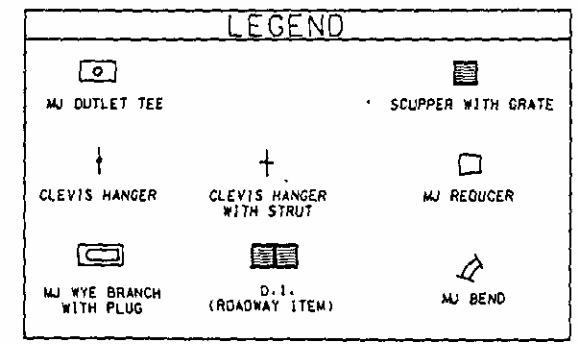 LEGEND
MJ OUTLET TEE
SCUPPER WITH GRATE
CLEVIS HANGER
CLEVIS HANGER
WITH STRUT
MJ REDUCER
MJ WYE BRANCH
WITH PLUG
D.I.
(ROADWAY ITEM)
MJ BEND